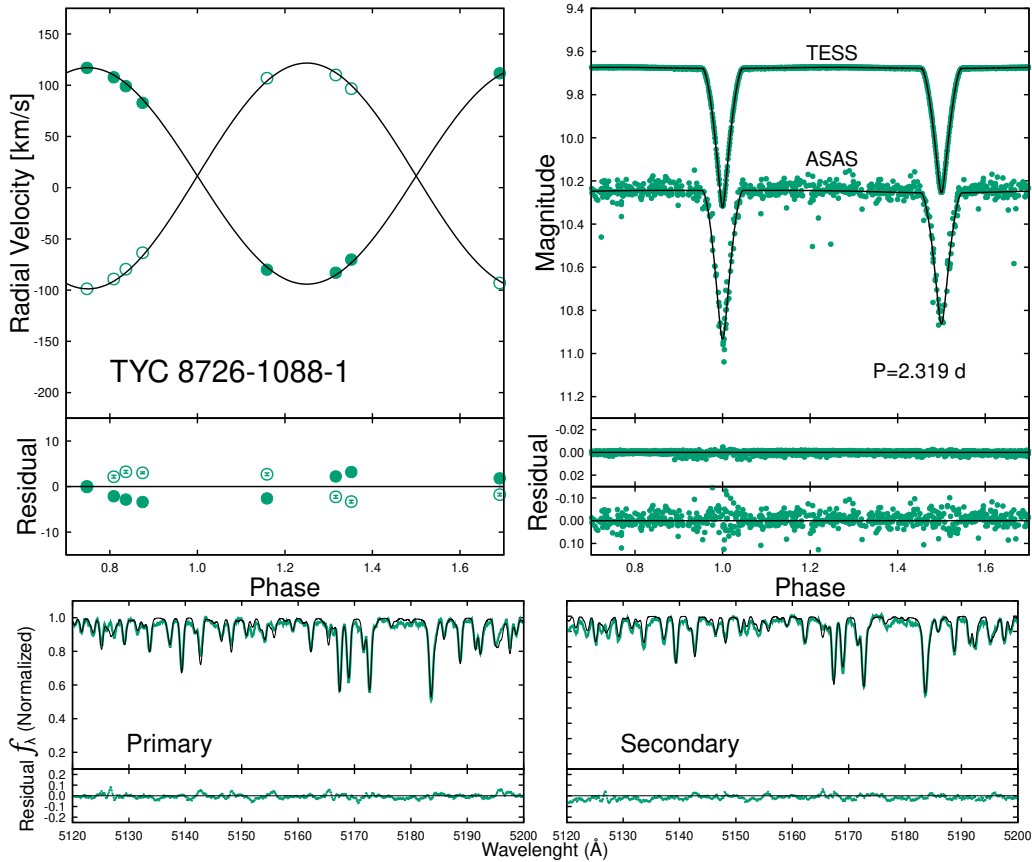 Radial Velocity [km/s]
150
100
50
0
-50
-100
-150
-200
TYC 8726-1088-1
Residual
10
0
-10
0.8 1.0 1.2 1.4 1.6
Phase
Magnitude
9.4
9.6
9.8
10.0
10.2
10.4
10.6
10.8
11.0
11.2
TESS
ASAS
P=2.319 d
Residual
-0.02
0.00
0.02
-0.10
0.00
0.10
0.8 1.0 1.2 1.4 1.6
Phase
Residual fλ (Normalized)
1.0
0.8
0.6
0.4
0.2
Primary
0.2
0.1
0.0
-0.1
-0.2
5120 5130 5140 5150 5160 5170 5180 5190 5200
Secondary
5120 5130 5140 5150 5160 5170 5180 5190 5200
Wavelenght (Å)